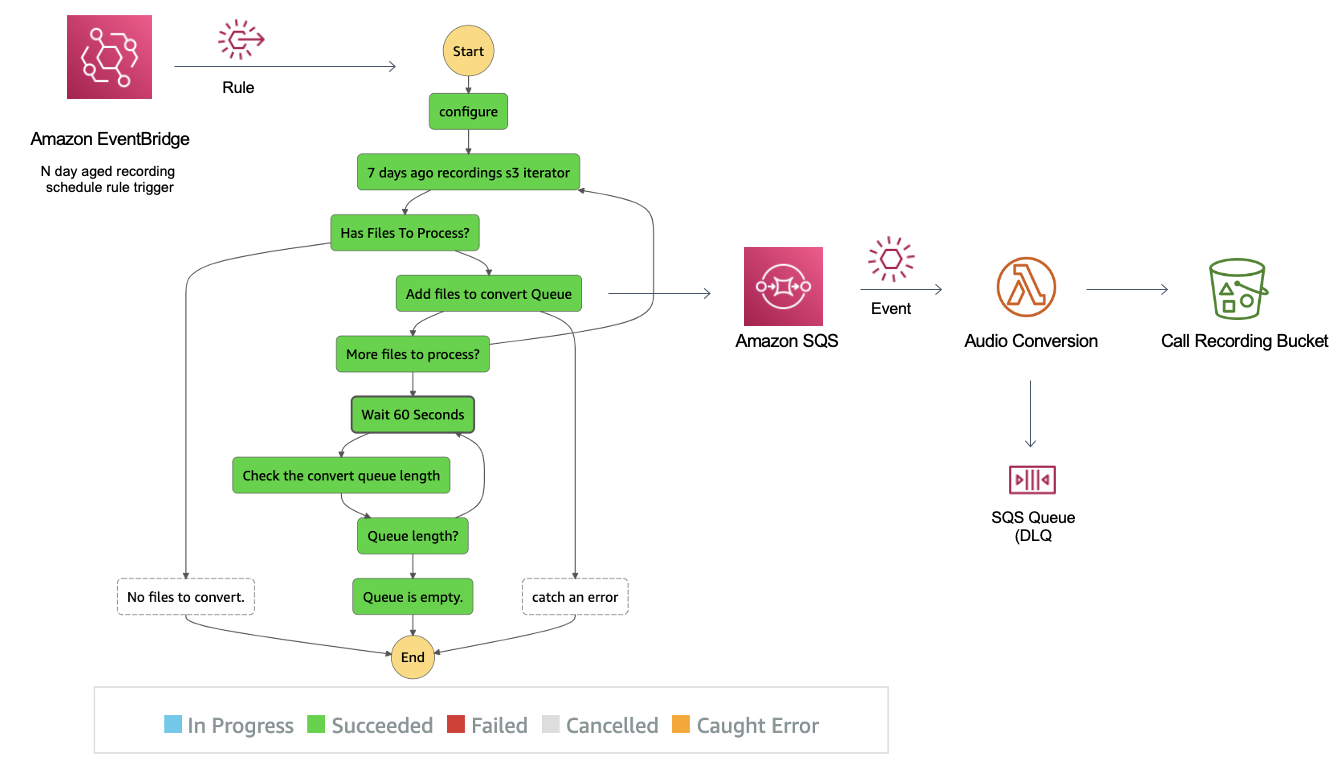 Start
Rule
configure
Amazon EventBridge
N day aged recording
schedule rule trigger
7 days ago recordings s3 iterator
Has Files To Process?
Add files to convert Queue
Event
Amazon SQS
Audio Conversion
Call Recording Bucket
More files to process?
Wait 60 Seconds
Check the convert queue length
SQS Queue
(DLQ
Queue length?
No files to convert.
Queue is empty.
catch an error
End
In Progress
Succeeded
Failed
Cancelled
Caught Error